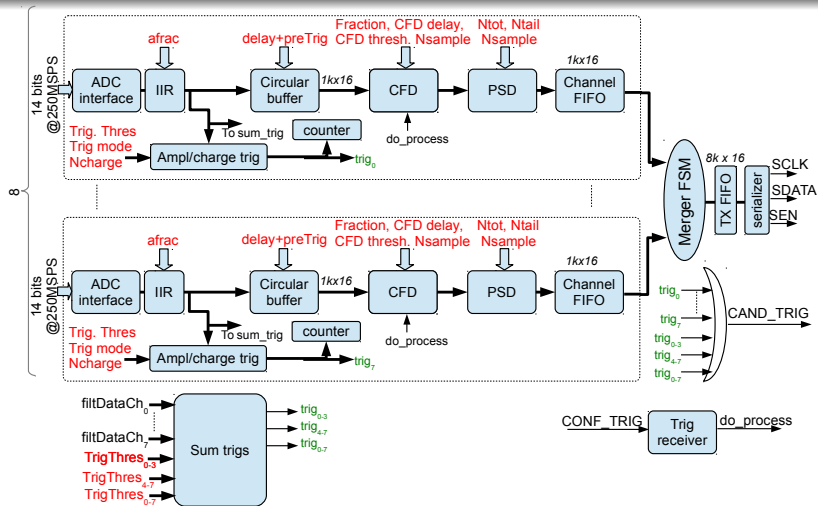 Fraction, CFD delay,
CFD thresh. Nsample
Ntot, Ntail
Nsample
afrac
delay+preTrig
14 bits
@250MSPS
ADC
interface
IIR
Circular
buffer
1kx16
CFD
PSD
1kx16
Channel
FIFO
To sum_trig
counter
do_process
Trig. Thres
Trig mode
Ncharge
Ampl/charge trig
trig0
8
Merger FSM
8k x 16
TX FIFO
serializer
SCLK
SDATA
SEN
Fraction, CFD delay,
CFD thresh. Nsample
Ntot, Ntail
Nsample
afrac
delay+preTrig
14 bits
@250MSPS
ADC
interface
IIR
Circular
buffer
1kx16
CFD
PSD
1kx16
Channel
FIFO
To sum_trig
counter
do_process
Trig. Thres
Trig mode
Ncharge
Ampl/charge trig
trig7
trig0
trig7
trig0-3
trig4-7
trig0-7
CAND_TRIG
filtDataCh0
filtDataCh7
TrigThres0-3
TrigThres4-7
TrigThres0-7
Sum trigs
trig0-3
trig4-7
trig0-7
CONF_TRIG
Trig
receiver
do_process